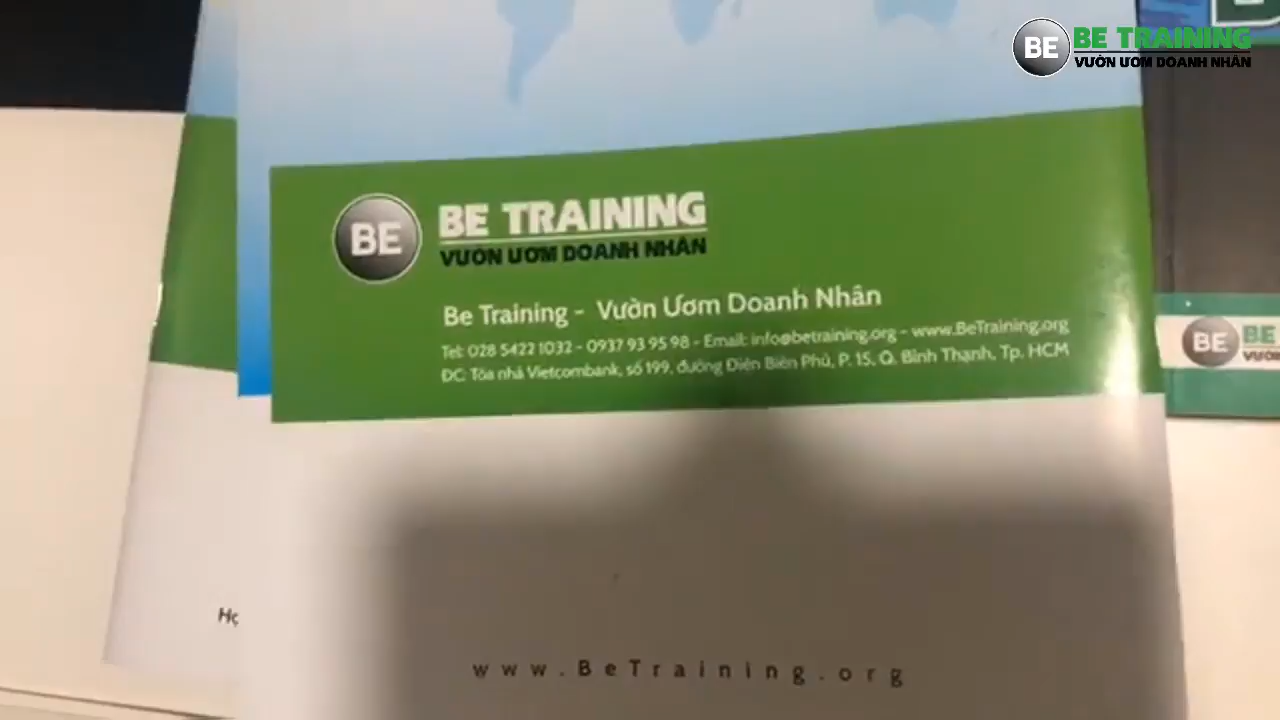 BE BE TRAINING
VƯỜN ƯƠM DOANH NHÂN
BE BE TRAINING
VƯỜN ƯƠM DOANH NHÂN
Be Training - Vườn Ươm Doanh Nhân
Tel: 028 5422 1032 - 0937 93 95 98 - Email: info@betraining.org - www.BeTraining.org
ĐC: Tòa nhà Vietcombank, số 199, đường Điện Biên Phủ, P. 15, Q. Bình Thạnh, Tp. HCM
BE BE
www.BeTraining.org